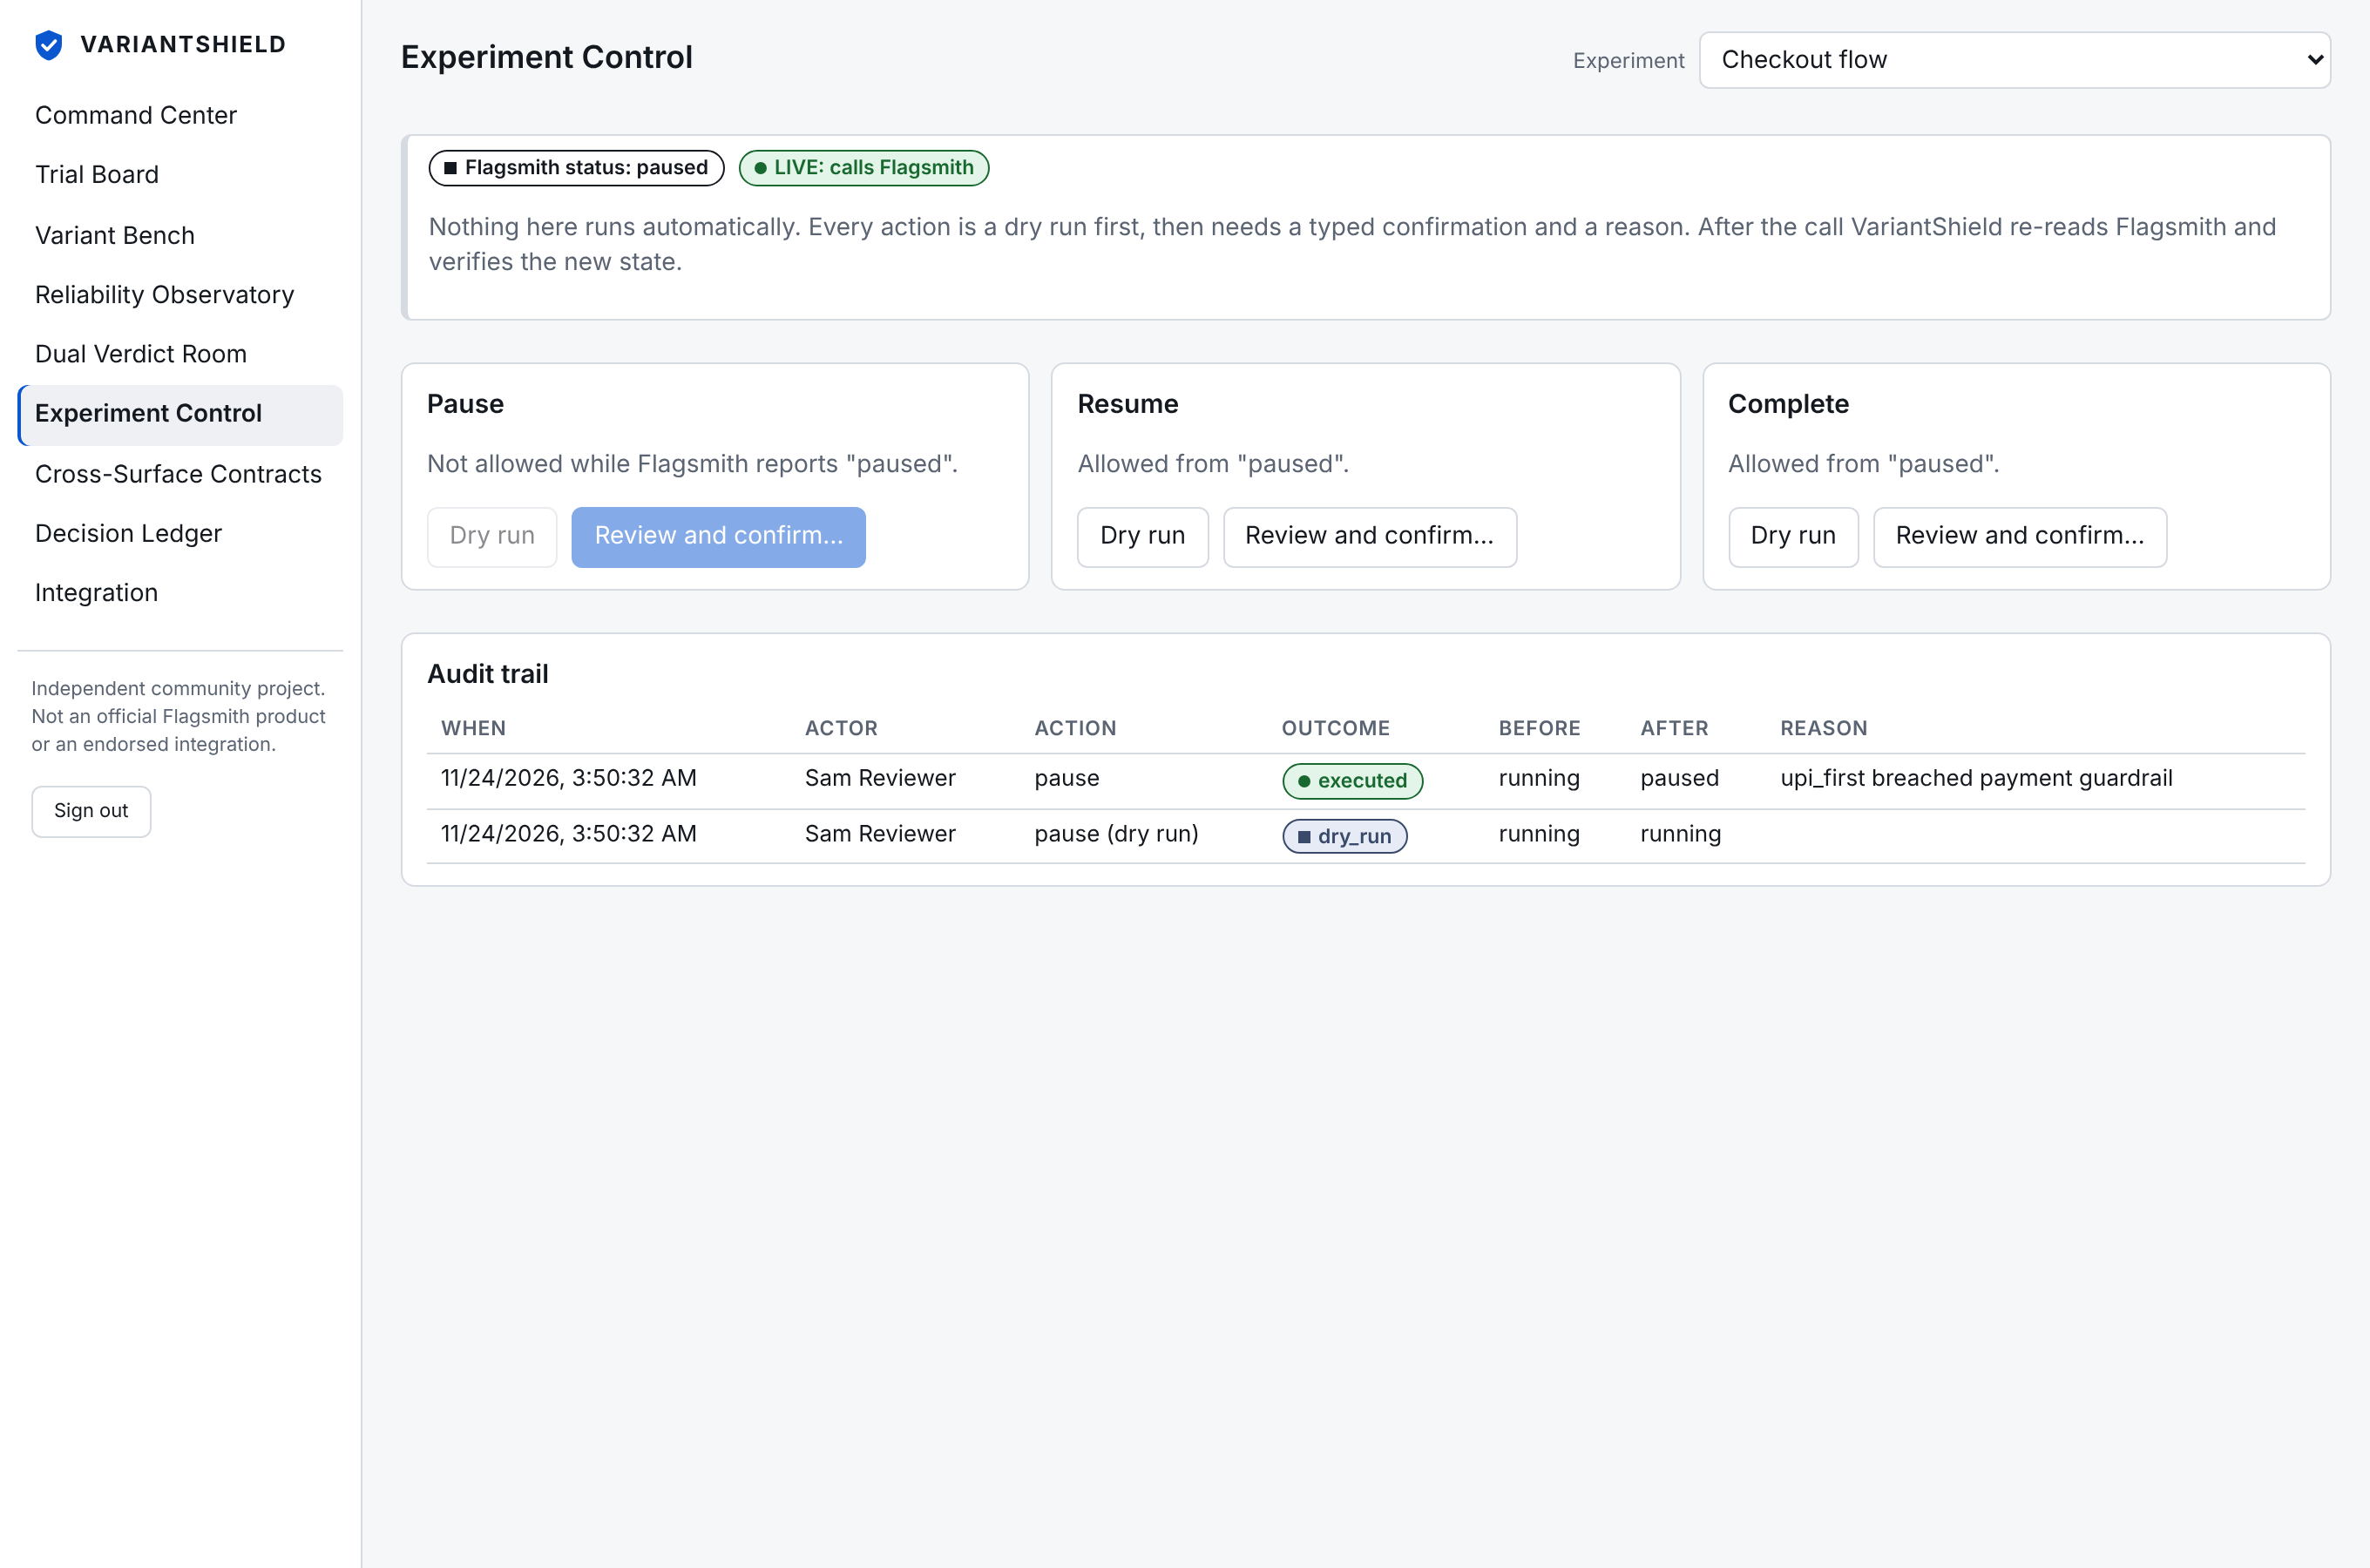 VARIANTSHIELD
Command Center
Trial Board
Variant Bench
Reliability Observatory
Dual Verdict Room
Experiment Control
Cross-Surface Contracts
Decision Ledger
Integration
Independent community project.
Not an official Flagsmith product
or an endorsed integration.
Sign out
Experiment Control
Experiment Checkout flow
Flagsmith status: paused LIVE: calls Flagsmith
Nothing here runs automatically. Every action is a dry run first, then needs a typed confirmation and a reason. After the call VariantShield re-reads Flagsmith and
verifies the new state.
Pause
Not allowed while Flagsmith reports "paused".
Dry run Review and confirm...
Resume
Allowed from "paused".
Dry run Review and confirm...
Complete
Allowed from "paused".
Dry run Review and confirm...
Audit trail
WHEN ACTOR ACTION OUTCOME BEFORE AFTER REASON
11/24/2026, 3:50:32 AM Sam Reviewer pause executed running paused upi_first breached payment guardrail
11/24/2026, 3:50:32 AM Sam Reviewer pause (dry run) dry_run running running